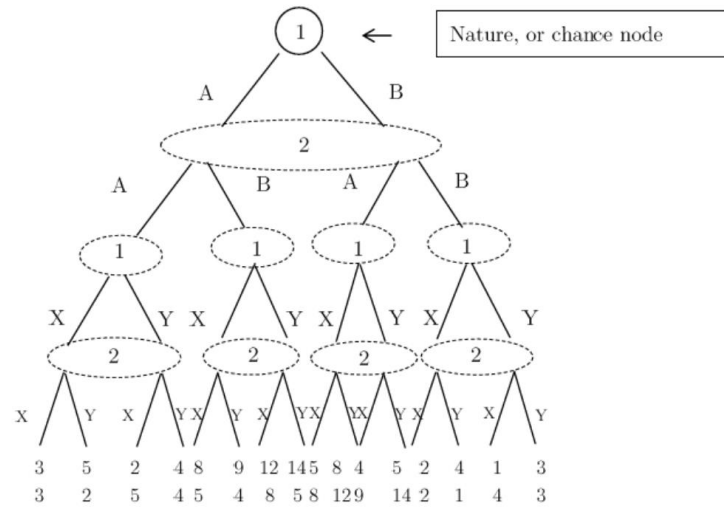 1
Nature, or chance node
A B
2
A B A B
1 1 1 1
X Y X Y X Y X Y
2 2 2 2
X Y X Y X Y X Y X Y X Y X Y X Y
3 5 2 4 8 9 12 14 5 8 4 5 2 4 1 3
3 2 5 4 5 4 8 5 8 12 9 14 2 1 4 3